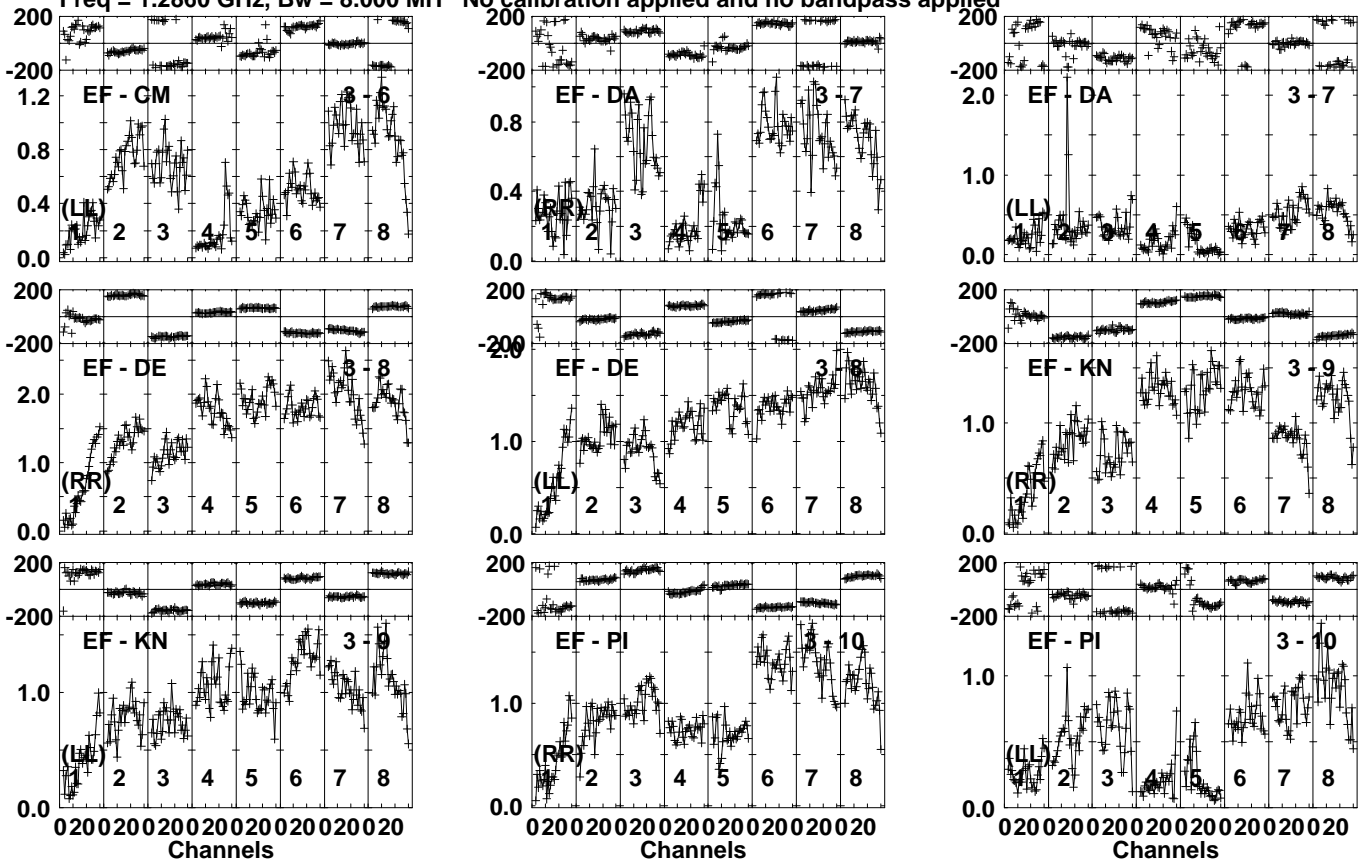 Freq = 1.2860 GHz, Bw = 8.000 MH No calibration applied and no bandpass applied
200 200 200
-200 -200 -200
EF - CM 3 - 6 EF - DA 3 - 7 EF - DA 3 - 7
1.2 0.8 2.0
0.8 0.4 1.0
0.4 0.0 0.0
0.0
(LL) (RR) (LL)
1 2 3 4 5 6 7 8 1 2 3 4 5 6 7 8 1 2 3 4 5 6 7 8
200 200 200
-200 -200 -200
EF - DE 3 - 8 EF - DE 3 - 8 EF - KN 3 - 9
2.0 2.0 1.0
1.0 1.0 0.0
0.0 0.0
(RR) (LL) (RR)
1 2 3 4 5 6 7 8 1 2 3 4 5 6 7 8 1 2 3 4 5 6 7 8
200 200 200
-200 -200 -200
EF - KN 3 - 9 EF - PI 3 - 10 EF - PI 3 - 10
1.0 1.0 1.0
0.0 0.0 0.0
(LL) (RR) (LL)
1 2 3 4 5 6 7 8 1 2 3 4 5 6 7 8 1 2 3 4 5 6 7 8
0 20 0 20 0 20 0 20 0 20 0 20 0 20 0 20 0 20 0 20 0 20 0 20 0 20 0 20 0 20 0 20 0 20 0 20 0 20 0 20 0 20 0 20 0 20 0 20
Channels Channels Channels